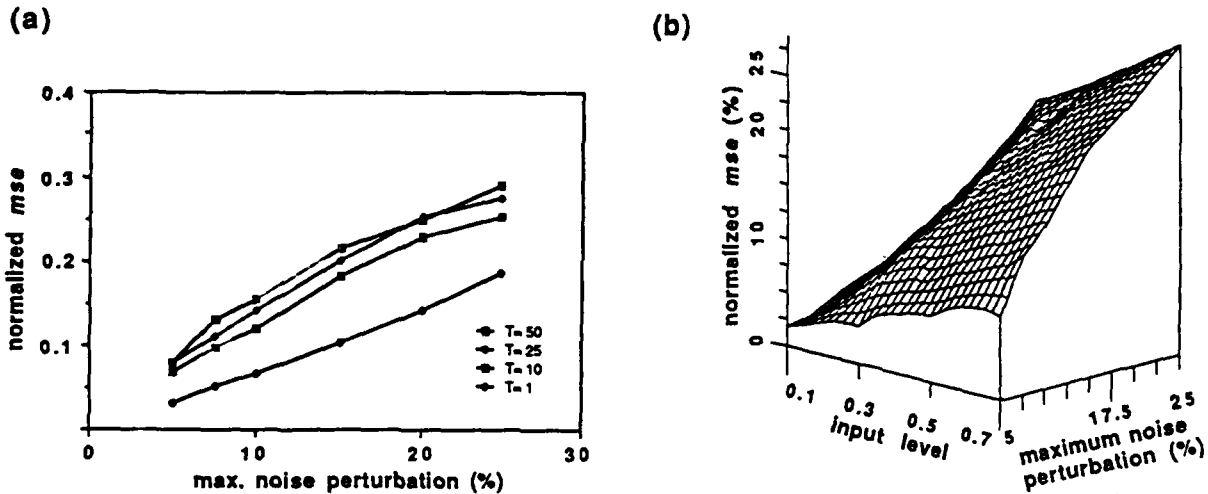 (a)
0.4
0.3
0.2
0.1
normalized mse
0
10
20
30
max. noise perturbation (%)
T= 50
T= 25
T= 10
T= 1
(b)
25
20
10
0
normalized mse (%)
0.1
0.3
0.5
0.7
input level
5
17.5
25
maximum noise
perturbation (%)